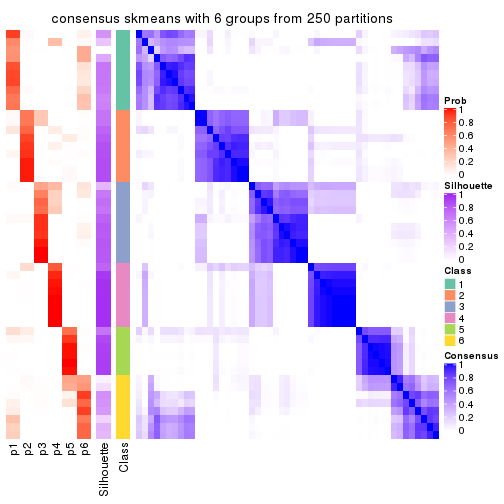 consensus skmeans with 6 groups from 250 partitions
Prob
1
0.8
0.6
0.4
0.2
0
Silhouette
1
0.8
0.6
0.4
0.2
0
Class
1
2
3
4
5
6
Consensus
1
0.8
0.6
0.4
0.2
0
p1
p2
p3
p4
p5
p6
Silhouette
Class